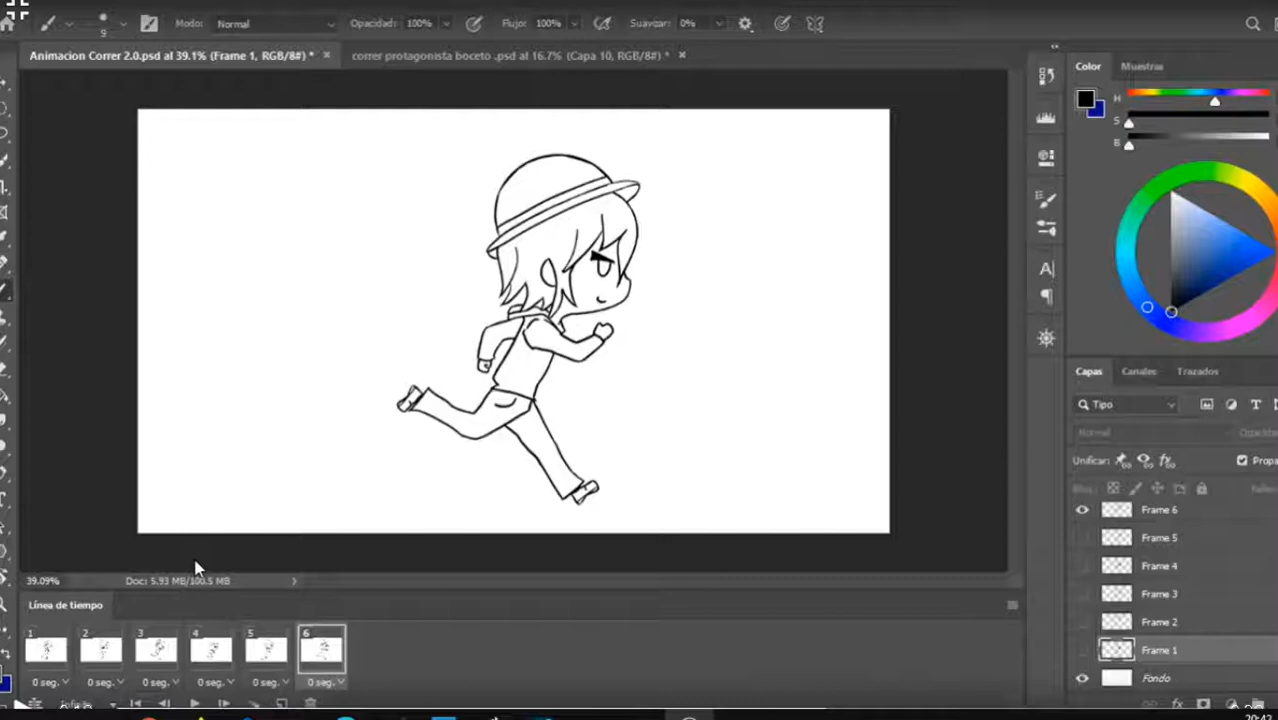 9 Modo: Normal Opacidad: 100% Flujo: 100% Suavizar: 0%
Animacion Correr 2.0.psd al 39.1% (Frame 1, RGB/8#) * × correr protagonista boceto .psd al 16.7% (Capa 10, RGB/8#) * ×
Color Muestras
H
S
B
Capas Canales Trazados
Tipo
Normal
Unificar: Propa
Frame 6
Frame 5
Frame 4
Frame 3
Frame 2
Frame 1
Fondo
39.09% Doc: 5.93 MB/100.5 MB
Línea de tiempo
1 2 3 4 5 6
0 seg. 0 seg. 0 seg. 0 seg. 0 seg. 0 seg.